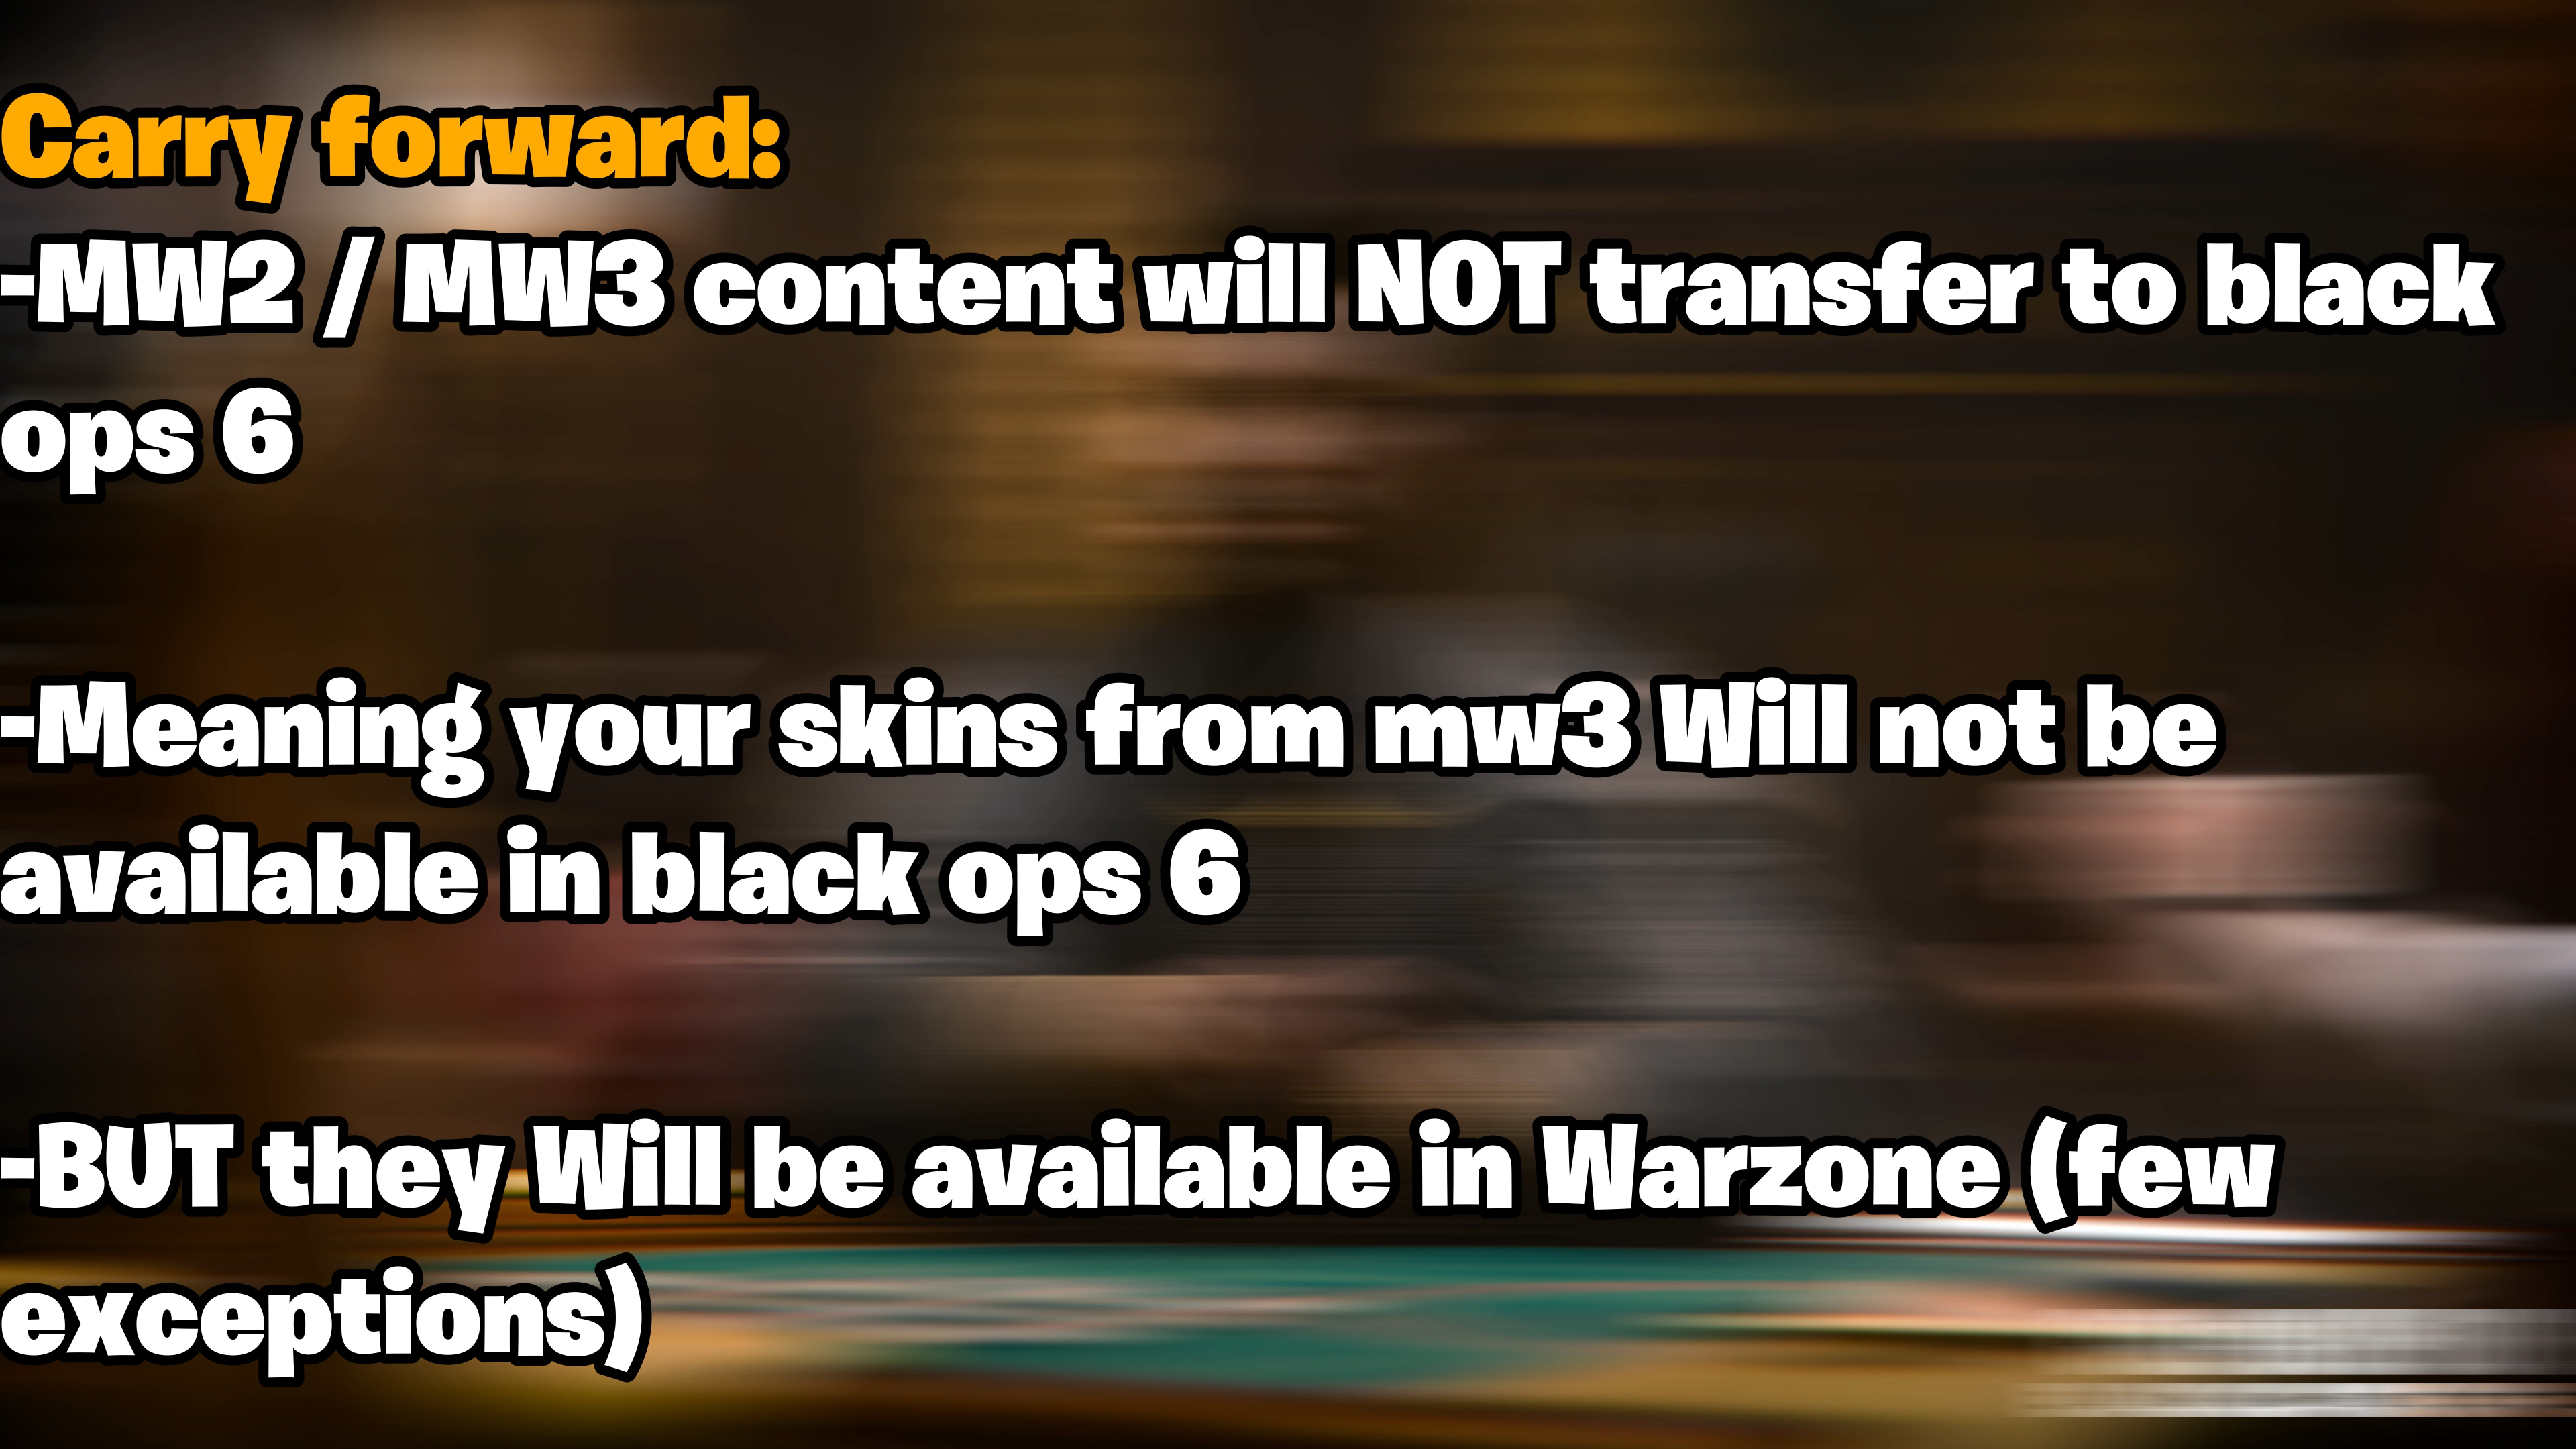 Carry forward:
-MW2 / MW3 content will NOT transfer to black
ops 6
-Meaning your skins from mw3 Will not be
available in black ops 6
-BUT they Will be available in Warzone (few
exceptions)